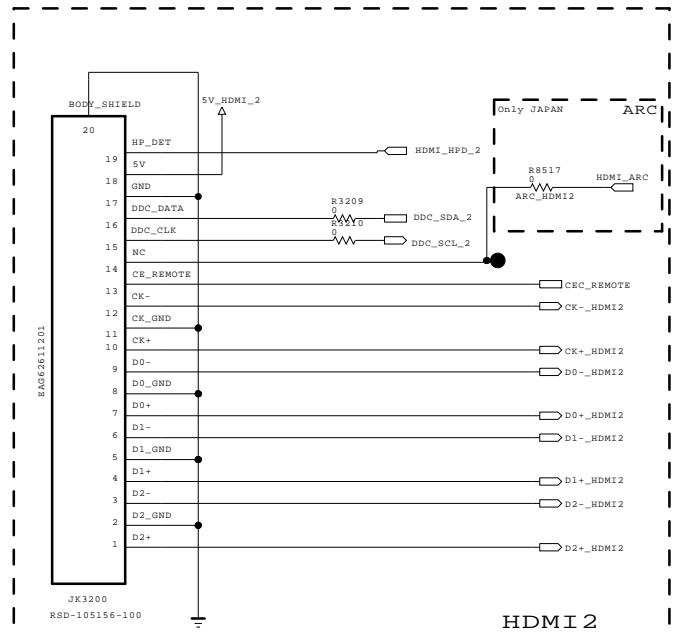 BODY_SHIELD
5V_HDMI_2
Only JAPAN
ARC
20
HP_DET
19
HDMI_HPD_2
5V
18
R8517
0
HDMI_ARC
ARC_HDMI2
GND
17
DDC_DATA
R3209
0
DDC_SDA_2
16
DDC_CLK
R3210
0
DDC_SCL_2
15
NC
14
CE_REMOTE
CEC_REMOTE
13
CK-
CK-_HDMI2
12
CK_GND
11
CK+
CK+_HDMI2
10
D0-
D0-_HDMI2
9
D0_GND
8
D0+
D0+_HDMI2
7
D1-
D1-_HDMI2
6
D1_GND
5
D1+
D1+_HDMI2
4
D2-
D2-_HDMI2
3
D2_GND
2
D2+
D2+_HDMI2
1
EAG62611201
JK3200
RSD-105156-100
HDMI2